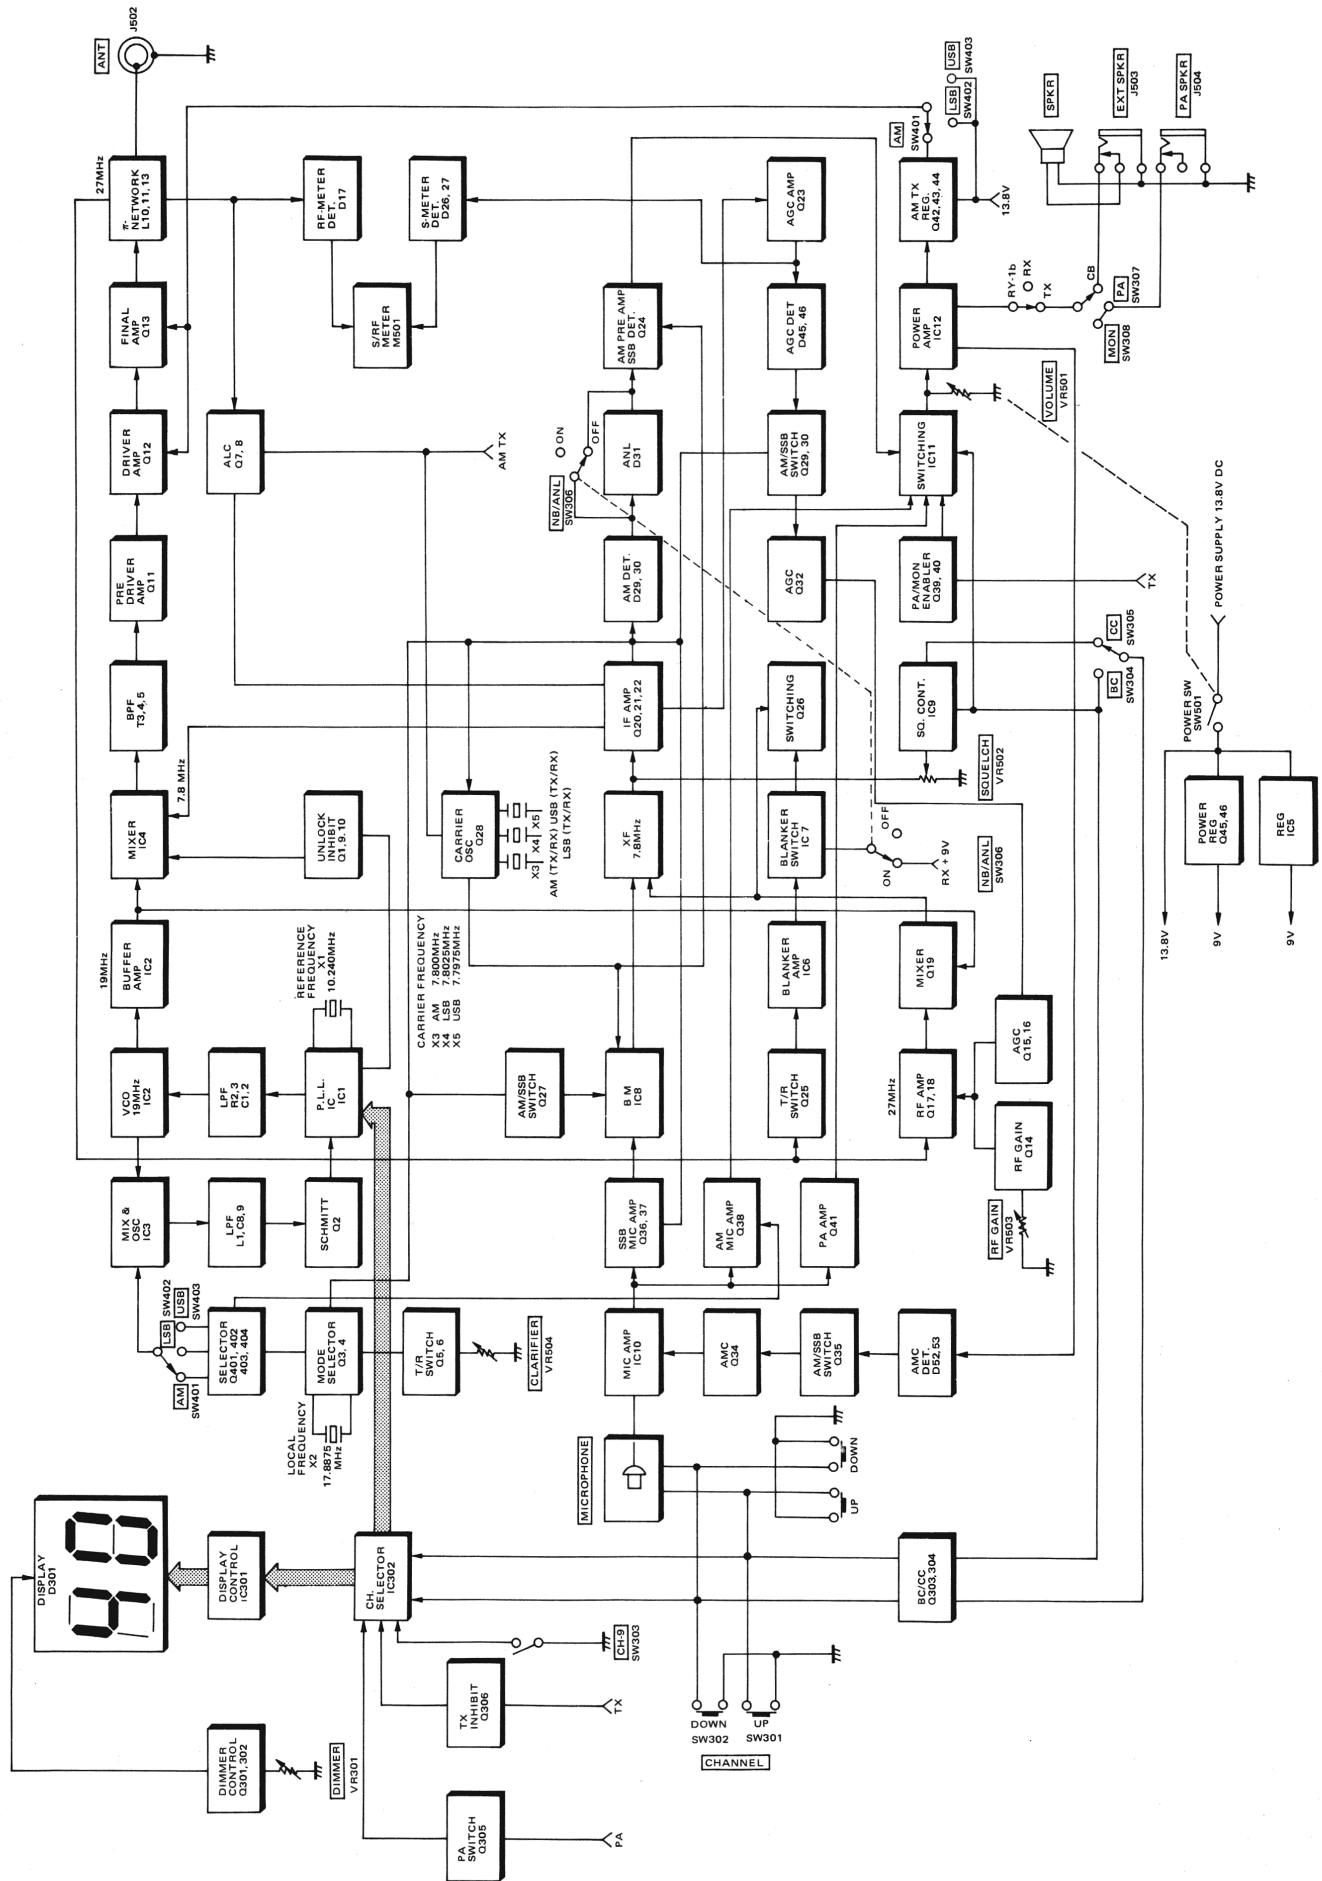 DISPLAY
D301
40
DIMMER
CONTROL
Q301, 302
DIMMER
VR301
DISPLAY
CONTROL
IC301
CH.
SELECTOR
IC302
PA
SWITCH
Q305
PA
TX
INHIBIT
Q306
TX
CH-9
SW303
DOWN
SW302
UP
SW301
CHANNEL
BC/CC
Q303, 304
MICROPHONE
UP
DOWN
AM
SW401
LSB
SW402
USB
SW403
SELECTOR
Q401, 402
403, 404
MODE
SELECTOR
Q3, 4
LOCAL
FREQUENCY
X2
17.8875
MHz
T/R
SWITCH
Q5, 6
CLARIFIER
VR504
MIC AMP
IC10
AMC
Q34
AM/SSB
SWITCH
Q35
AMC
DET.
D52, 53
MIX &
OSC
IC3
LPF
L1, C8, 9
SCHMITT
Q2
SSB
MIC AMP
Q36, 37
AM
MIC AMP
Q38
PA AMP
Q41
RF GAIN
VR503
RF GAIN
Q14
AGC
Q15, 16
VCO
19MHz
IC2
LPF
R2, 3
C1, 2
P.L.L.
IC
IC1
REFERENCE
FREQUENCY
X1
10.240MHz
AM/SSB
SWITCH
Q27
B M
IC8
T/R
SWITCH
Q25
27MHz
RF AMP
Q17, 18
19MHz
BUFFER
AMP
IC2
CARRIER FREQUENCY
X3 AM 7.800MHz
X4 LSB 7.8025MHz
X5 USB 7.7975MHz
BLANKER
AMP
IC6
MIXER
Q19
MIXER
IC4
7.8 MHz
UNLOCK
INHIBIT
Q1, 9, 10
CARRIER
OSC
Q28
X3
X4
X5
AM (TX/RX)
USB (TX/RX)
LSB (TX/RX)
XF
7.8MHz
BLANKER
SWITCH
IC 7
ON
OFF
RX + 9V
NB/ANL
SW306
BPF
T3, 4, 5
IF AMP
Q20, 21, 22
SWITCHING
Q26
SQ. CONT.
IC9
SQUELCH
VR502
BC
SW304
CC
SW305
PRE
DRIVER
AMP
Q11
AM DET.
D29, 30
AGC
Q32
PA/MON
ENABLER
Q39, 40
TX
DRIVER
AMP
Q12
ALC
Q7, 8
AM TX
NB/ANL
SW306
ON
OFF
ANL
D31
AM/SSB
SWITCH
Q29, 30
SWITCHING
IC11
VOLUME
VR501
FINAL
AMP
Q13
S/RF
METER
M501
AM PRE AMP
SSB DET.
Q24
AGC DET
D45, 46
POWER
AMP
IC12
RY-1b
RX
TX
CB
PA
SW307
MON
SW308
27MHz
π-
NETWORK
L10, 11, 13
RF-METER
DET.
D17
S-METER
DET.
D26, 27
AGC AMP
Q23
AM TX
REG.
Q42, 43, 44
13.8V
AM
SW401
LSB
SW402
USB
SW403
ANT
J502
SPKR
EXT SPKR
J503
PA SPKR
J504
POWER SW
SW501
POWER SUPPLY 13.8V DC
POWER
REG
Q45, 46
REG
IC5
13.8V
9V
9V